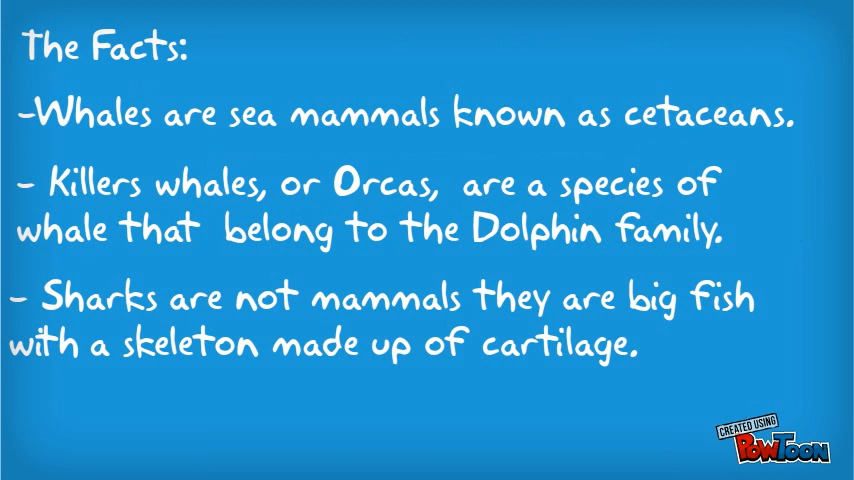 The Facts:
-Whales are sea mammals known as cetaceans.
- Killers whales, or Orcas, are a species of
whale that belong to the Dolphin family.
- Sharks are not mammals they are big fish
with a skeleton made up of cartilage.
CREATED USING
POWTOON